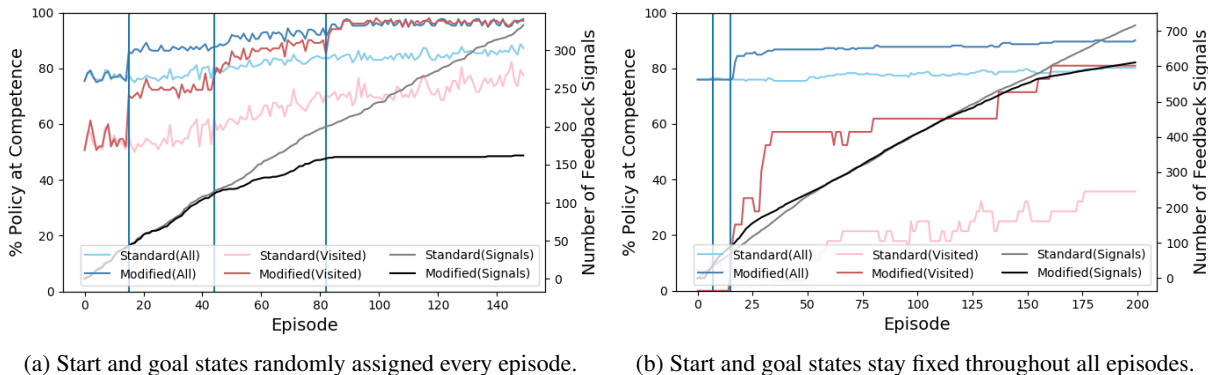 100
80
60
40
20
0
% Policy at Competence
0
20
40
60
80
100
120
140
Episode
300
250
200
150
100
50
0
Number of Feedback Signals
Standard(All)
Modified(All)
Standard(Visited)
Modified(Visited)
Standard(Signals)
Modified(Signals)
(a) Start and goal states randomly assigned every episode.
100
80
60
40
20
0
% Policy at Competence
0
25
50
75
100
125
150
175
200
Episode
700
600
500
400
300
200
100
0
Number of Feedback Signals
Standard(All)
Modified(All)
Standard(Visited)
Modified(Visited)
Standard(Signals)
Modified(Signals)
(b) Start and goal states stay fixed throughout all episodes.